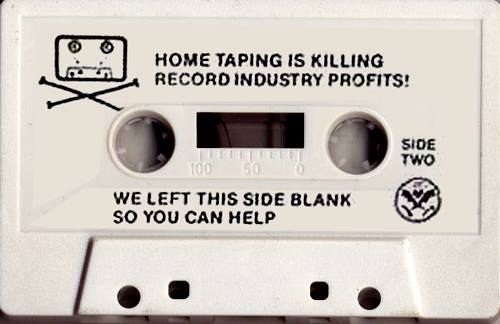 HOME TAPING IS KILLING
RECORD INDUSTRY PROFITS!
SIDE
TWO
100 50 0
WE LEFT THIS SIDE BLANK
SO YOU CAN HELP